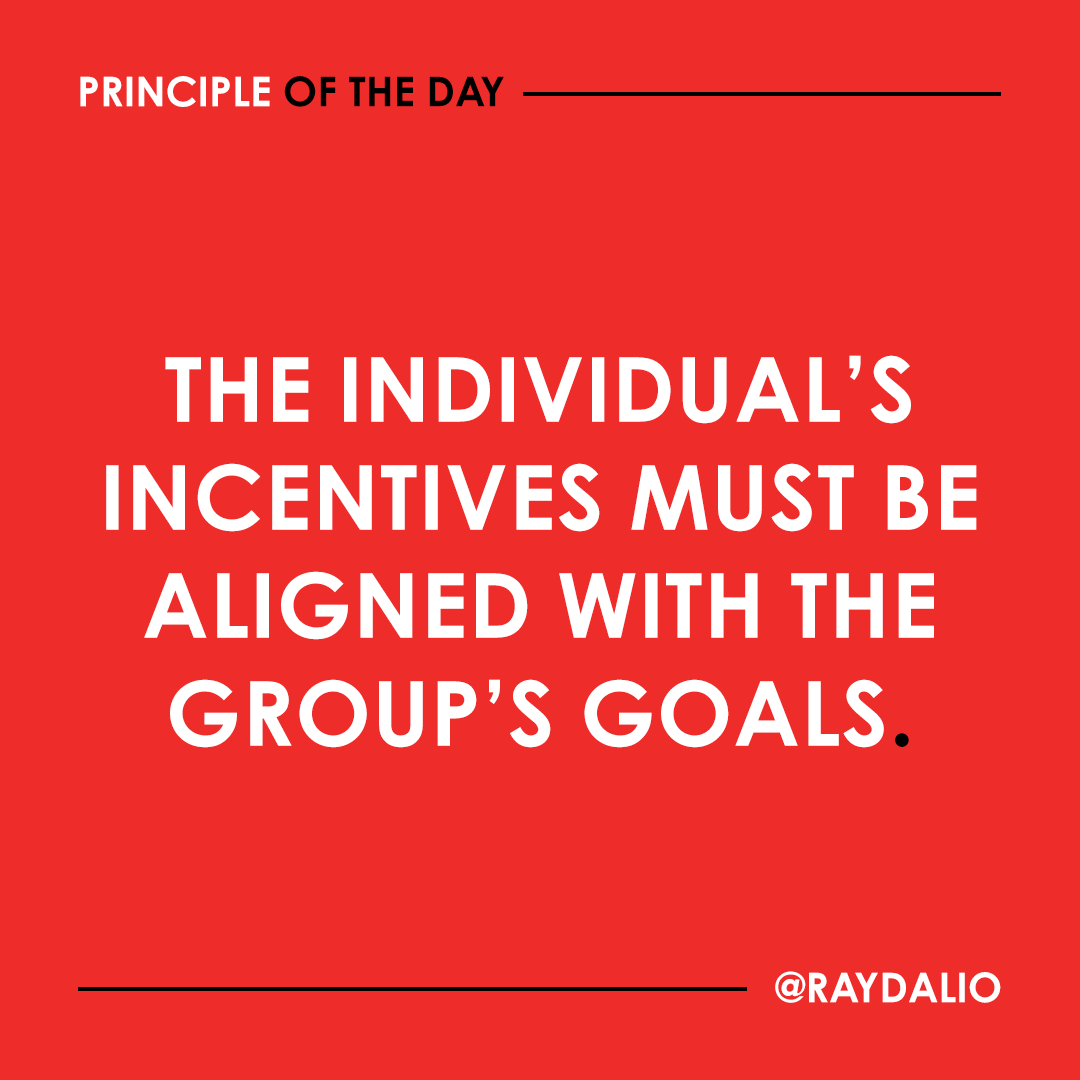 PRINCIPLE OF THE DAY
THE INDIVIDUAL’S
INCENTIVES MUST BE
ALIGNED WITH THE
GROUP’S GOALS.
@RAYDALIO